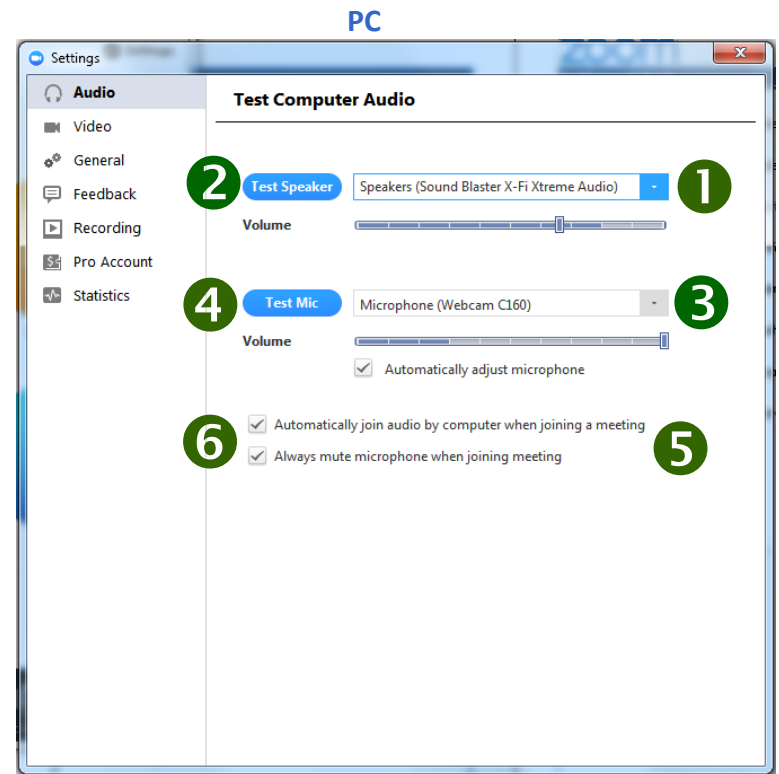 PC
Settings
Settings
zoom
Audio
Video
General
Feedback
Recording
Pro Account
Statistics
Test Computer Audio
2 Test Speaker Speakers (Sound Blaster X-Fi Xtreme Audio) 1
Volume
4 Test Mic Microphone (Webcam C160) 3
Volume
Automatically adjust microphone
6 Automatically join audio by computer when joining a meeting 5
Always mute microphone when joining meeting